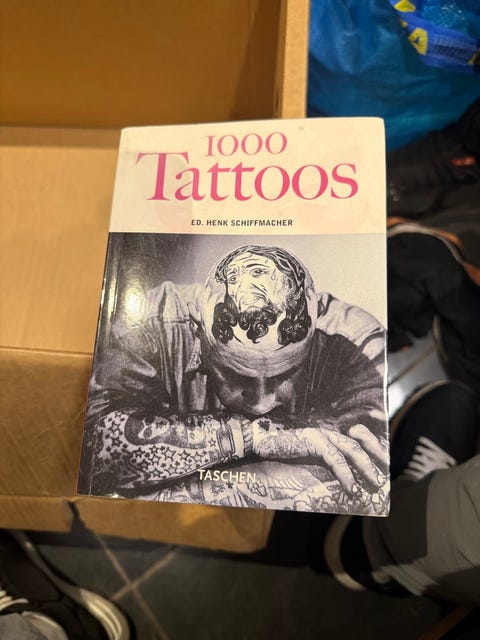 1000
Tattoos
ED. HENK SCHIFFMACHER
TASCHEN